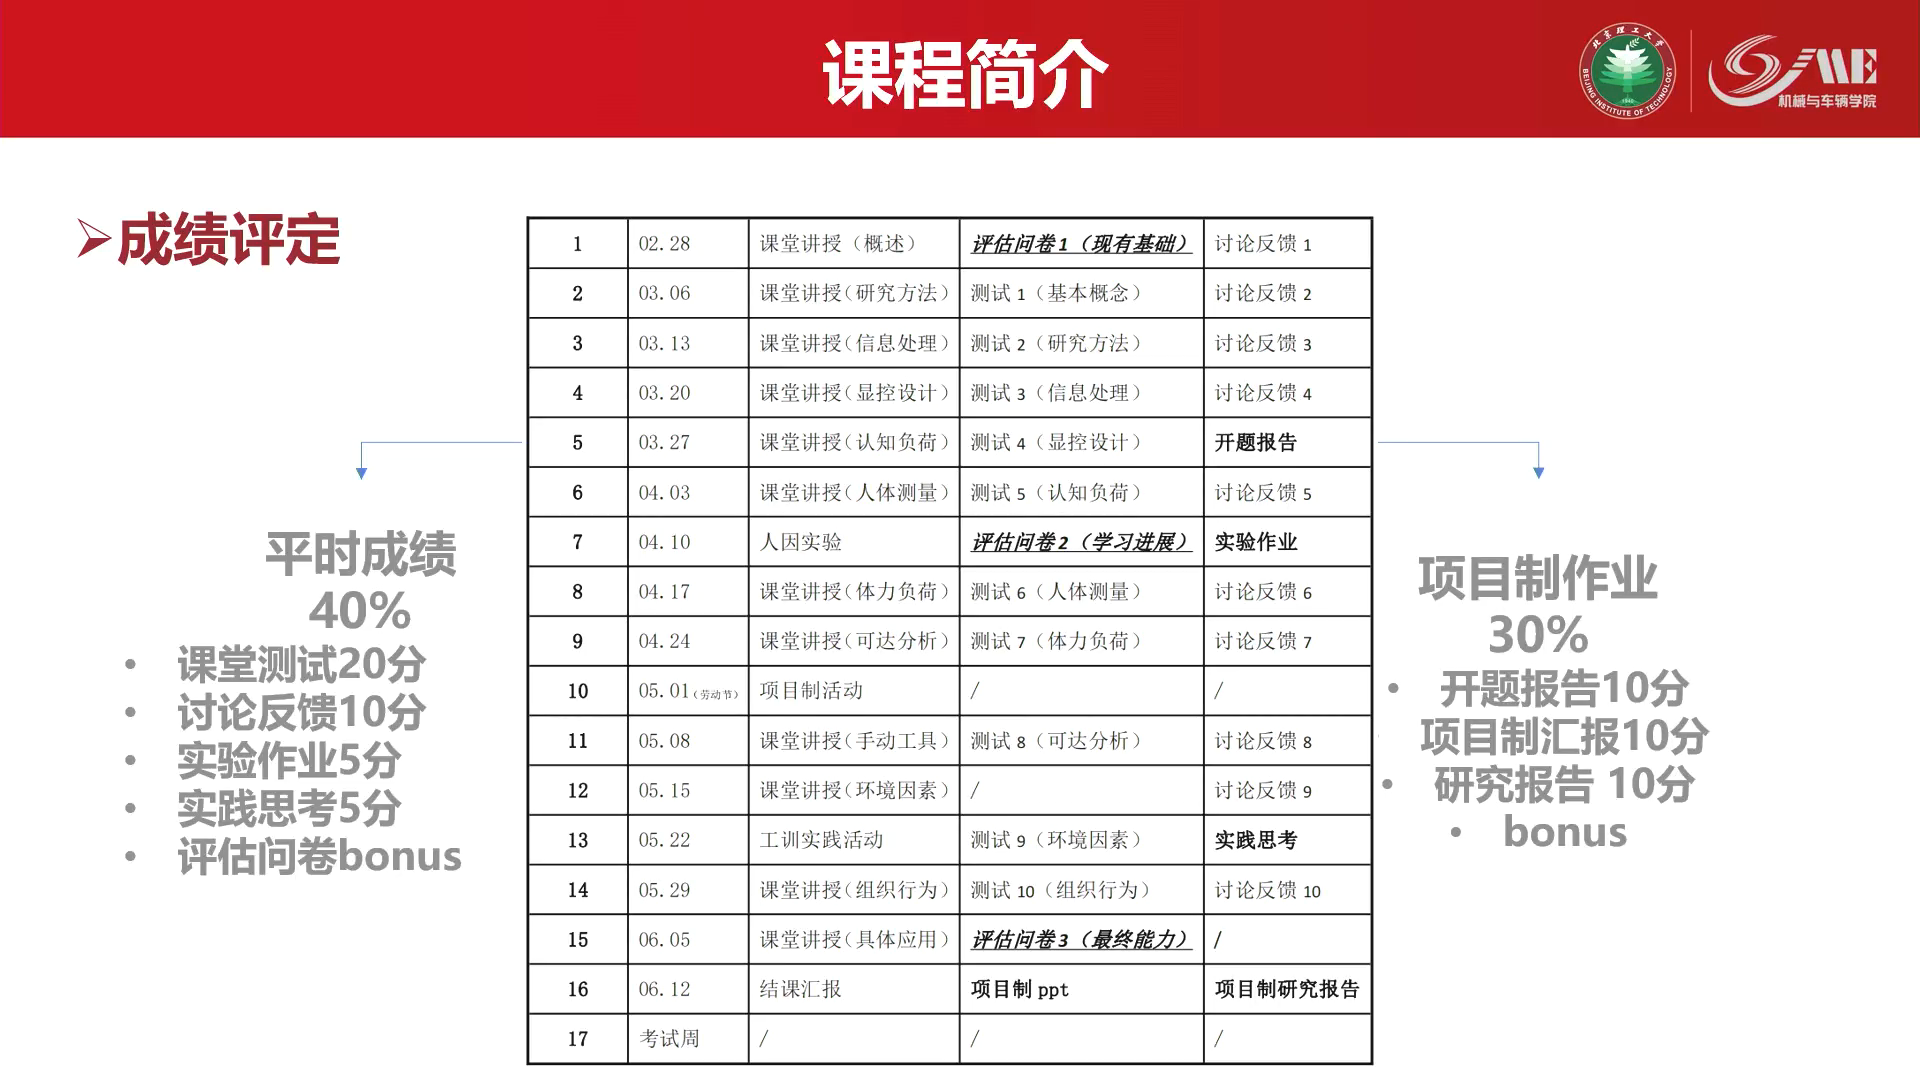 课程简介
北京理工大学
BEIJING INSTITUTE OF TECHNOLOGY
1940
SME
机械与车辆学院
成绩评定
1 02.28 课堂讲授（概述） 评估问卷1（现有基础） 讨论反馈 1
2 03.06 课堂讲授（研究方法） 测试 1（基本概念） 讨论反馈 2
3 03.13 课堂讲授（信息处理） 测试 2（研究方法） 讨论反馈 3
4 03.20 课堂讲授（显控设计） 测试 3（信息处理） 讨论反馈 4
5 03.27 课堂讲授（认知负荷） 测试 4（显控设计） 开题报告
6 04.03 课堂讲授（人体测量） 测试 5（认知负荷） 讨论反馈 5
7 04.10 人因实验 评估问卷2（学习进展） 实验作业
8 04.17 课堂讲授（体力负荷） 测试 6（人体测量） 讨论反馈 6
9 04.24 课堂讲授（可达分析） 测试 7（体力负荷） 讨论反馈 7
10 05.01（劳动节） 项目制活动 / /
11 05.08 课堂讲授（手动工具） 测试 8（可达分析） 讨论反馈 8
12 05.15 课堂讲授（环境因素） / 讨论反馈 9
13 05.22 工训实践活动 测试 9（环境因素） 实践思考
14 05.29 课堂讲授（组织行为） 测试 10（组织行为） 讨论反馈 10
15 06.05 课堂讲授（具体应用） 评估问卷3（最终能力） /
16 06.12 结课汇报 项目制 ppt 项目制研究报告
17 考试周 / / /
平时成绩
40%
• 课堂测试20分
• 讨论反馈10分
• 实验作业5分
• 实践思考5分
• 评估问卷bonus
项目制作业
30%
• 开题报告10分
项目制汇报10分
• 研究报告 10分
• bonus